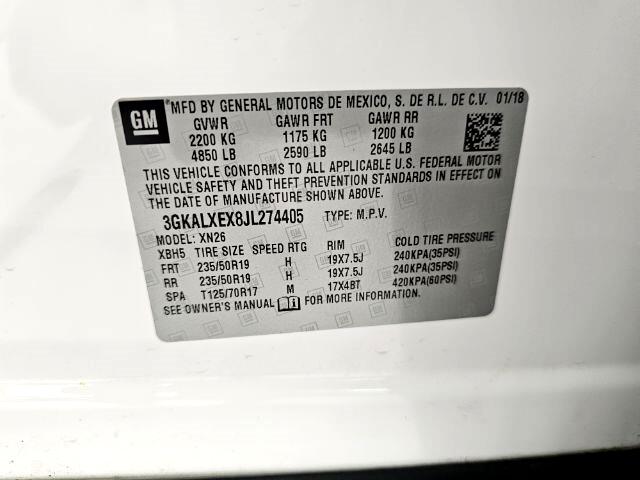 GM
*MFD BY GENERAL MOTORS DE MEXICO, S. DE R.L. DE C.V. 01/18
GVWR GAWR FRT GAWR RR
2200 KG 1175 KG 1200 KG
4850 LB 2590 LB 2645 LB
THIS VEHICLE CONFORMS TO ALL APPLICABLE U.S. FEDERAL MOTOR
VEHICLE SAFETY AND THEFT PREVENTION STANDARDS IN EFFECT ON
THE DATE OF MANUFACTURE SHOWN ABOVE.
3GKALXEX8JL274405 TYPE: M.P.V.
MODEL: XN26
XBH5 TIRE SIZE SPEED RTG RIM COLD TIRE PRESSURE
FRT 235/50R19 H 19X7.5J 240KPA(35PSI)
RR 235/50R19 H 19X7.5J 240KPA(35PSI)
SPA T125/70R17 M 17X4BT 420KPA(60PSI)
SEE OWNER'S MANUAL FOR MORE INFORMATION.